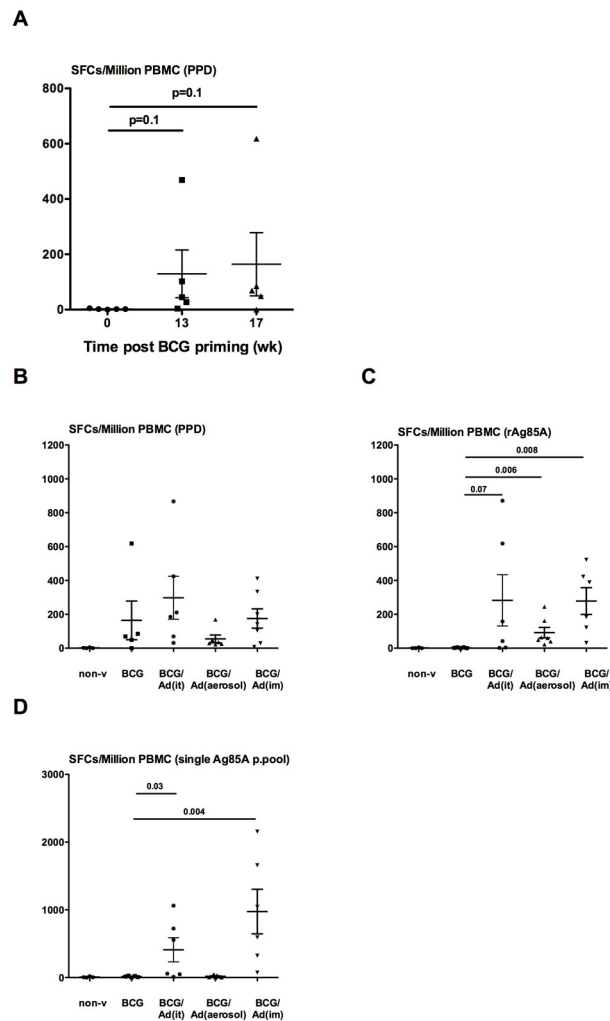 A
SFCs/Million PBMC (PPD)
800
600
400
200
0
p=0.1
p=0.1
0 13 17
Time post BCG priming (wk)
B
SFCs/Million PBMC (PPD)
1200
1000
800
600
400
200
0
non-v BCG BCG/ BCG/ BCG/
Ad(it) Ad(aerosol) Ad(im)
C
SFCs/Million PBMC (rAg85A)
1200
1000
800
600
400
200
0
0.008
0.006
0.07
non-v BCG BCG/ BCG/ BCG/
Ad(it) Ad(aerosol) Ad(im)
D
SFCs/Million PBMC (single Ag85A p.pool)
3000
2000
1000
0
0.03
0.004
non-v BCG BCG/ BCG/ BCG/
Ad(it) Ad(aerosol) Ad(im)